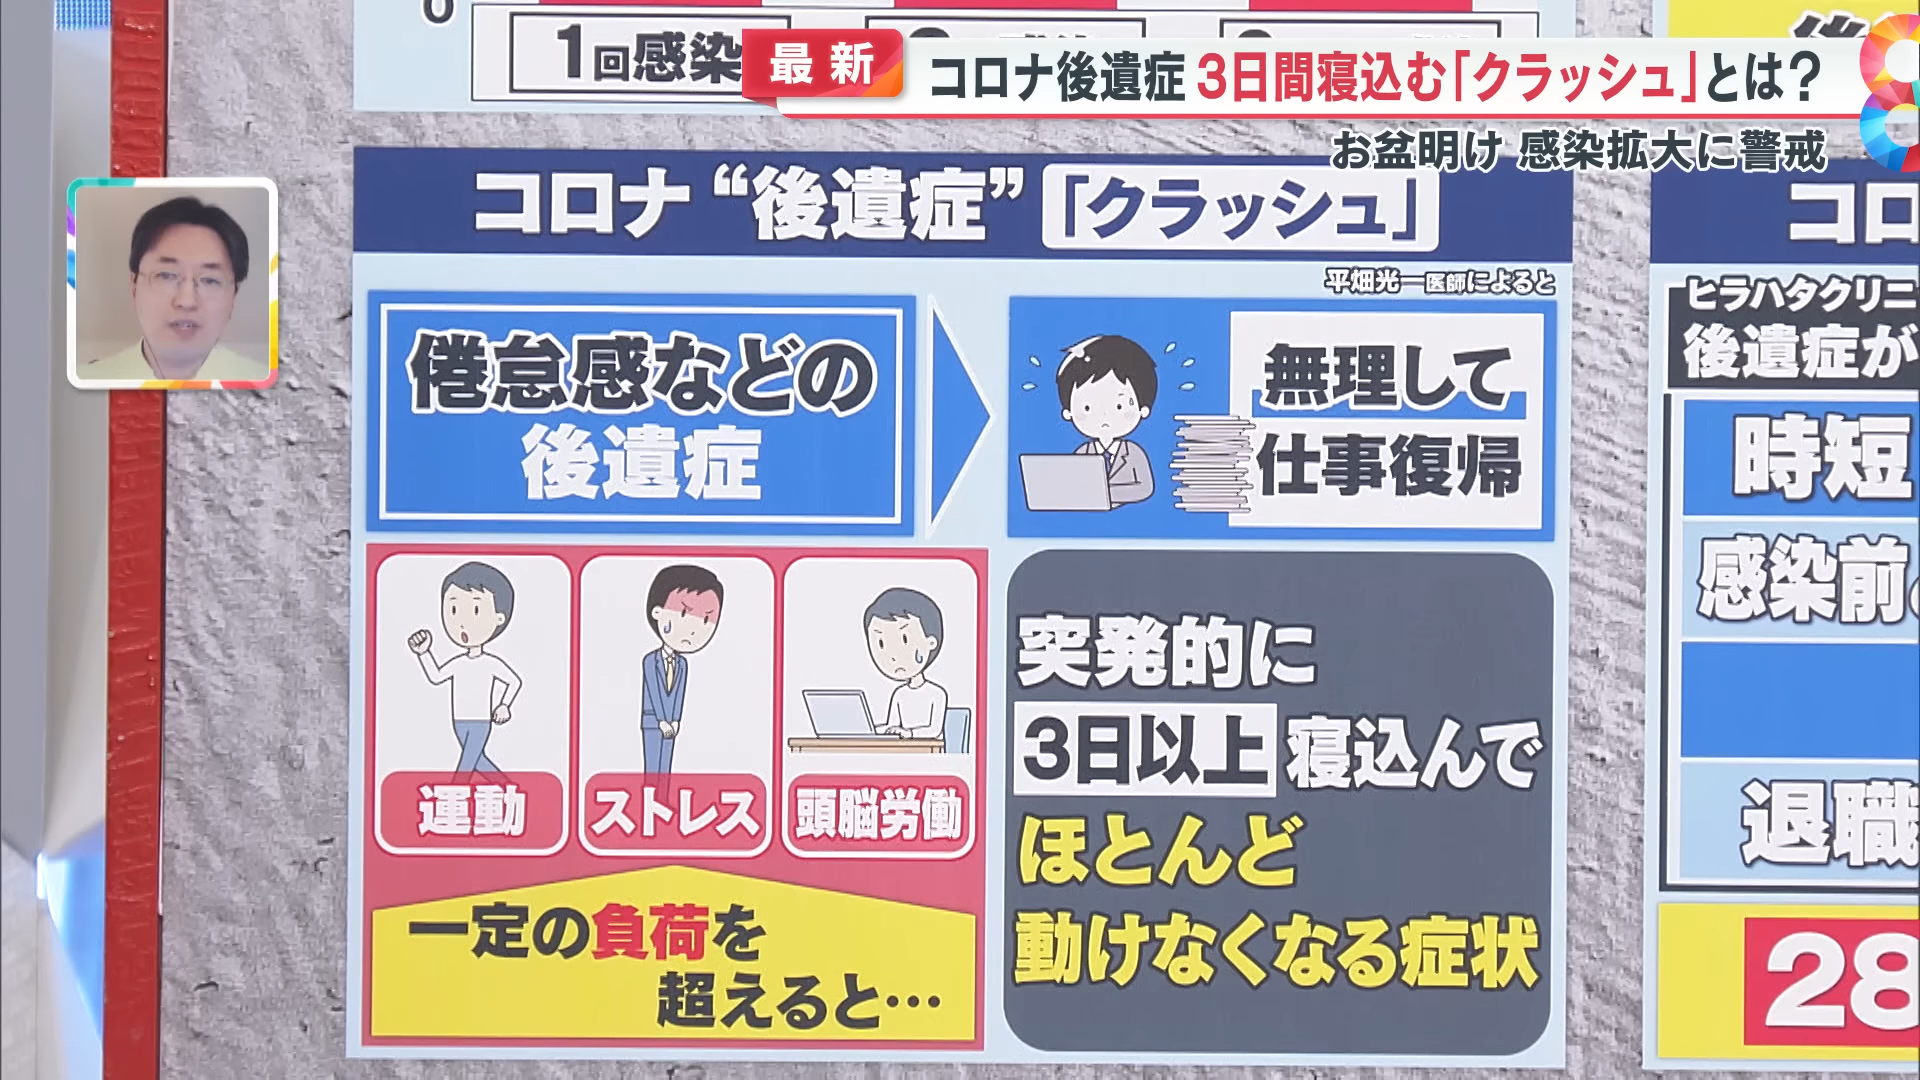 0
1回感染
最新
コロナ後遺症 3日間寝込む「クラッシュ」とは?
お盆明け 感染拡大に警戒
コロナ“後遺症”「クラッシュ」
平畑光一医師によると
倦怠感などの
後遺症
無理して
仕事復帰
運動
ストレス
頭脳労働
一定の負荷を
超えると…
突発的に
3日以上寝込んで
ほとんど
動けなくなる症状
コロ
ヒラハタクリニ
後遺症が
時短
感染前
退職
28